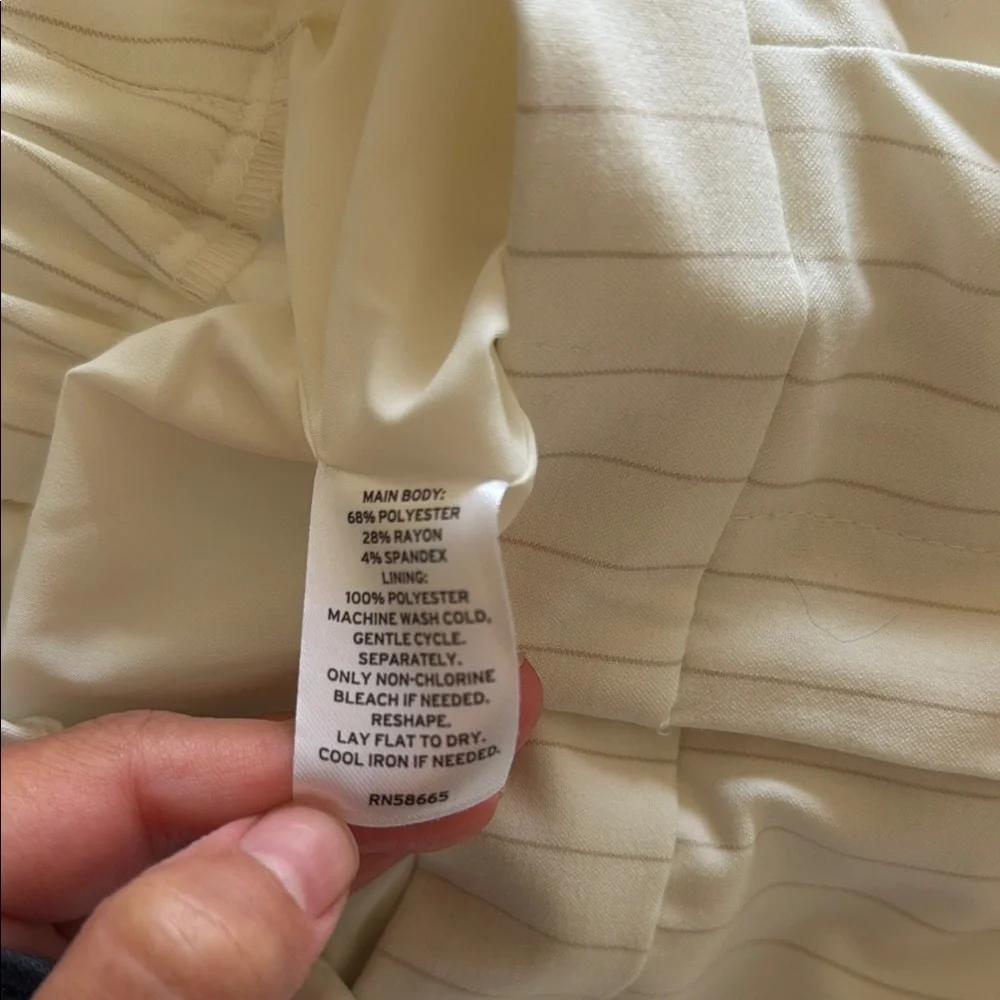 MAIN BODY:
68% POLYESTER
28% RAYON
4% SPANDEX
LINING:
100% POLYESTER
MACHINE WASH COLD.
GENTLE CYCLE.
SEPARATELY.
ONLY NON-CHLORINE
BLEACH IF NEEDED.
RESHAPE.
LAY FLAT TO DRY.
COOL IRON IF NEEDED.
RN58665